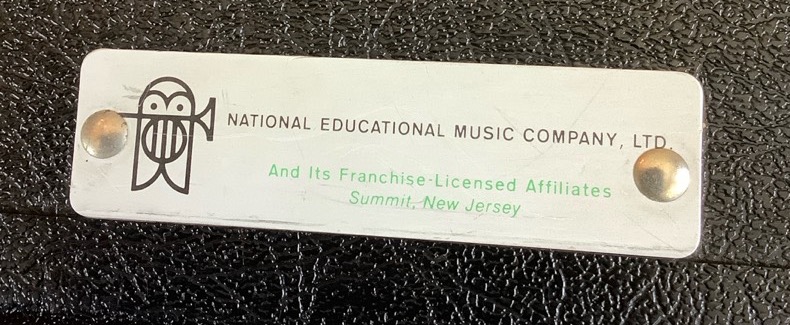 NATIONAL EDUCATIONAL MUSIC COMPANY, LTD.
And Its Franchise-Licensed Affiliates
Summit, New Jersey